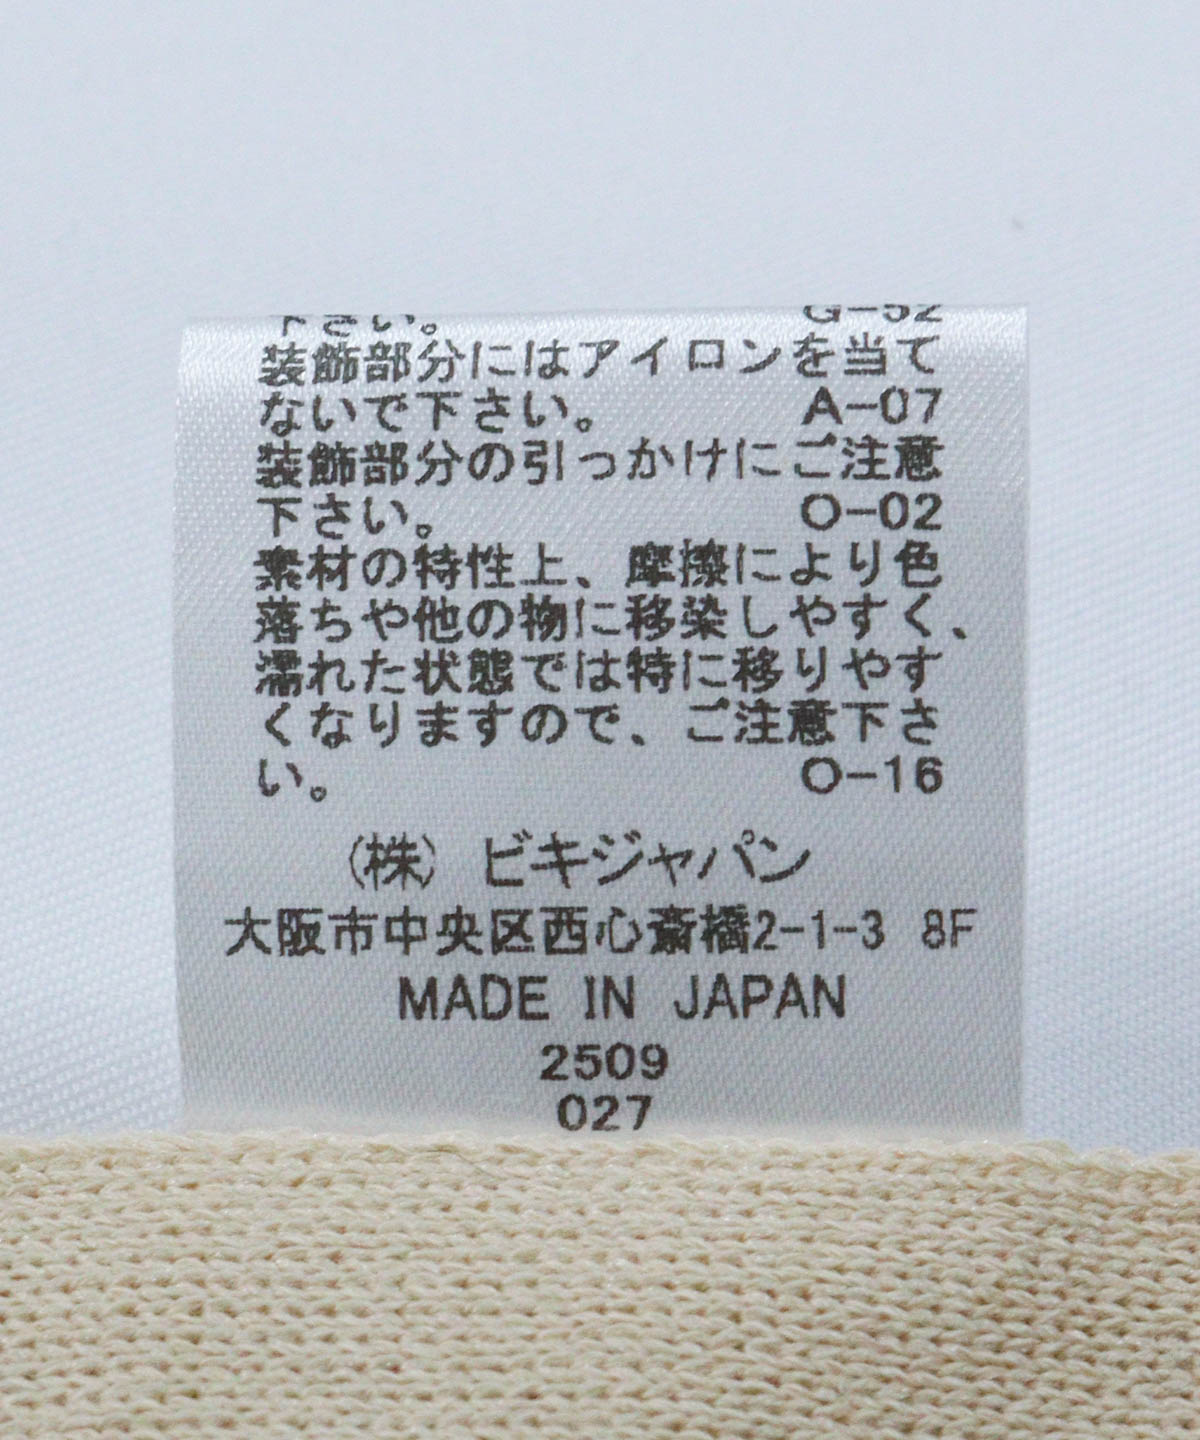 下さい。 G-52
装飾部分にはアイロンを当て
ないで下さい。 A-07
装飾部分の引っかけにご注意
下さい。 O-02
素材の特性上、摩擦により色
落ちや他の物に移染しやすく、
濡れた状態では特に移りやす
くなりますので、ご注意下さ
い。 O-16
(株) ビキジャパン
大阪市中央区西心斎橋2-1-3 8F
MADE IN JAPAN
2509
027